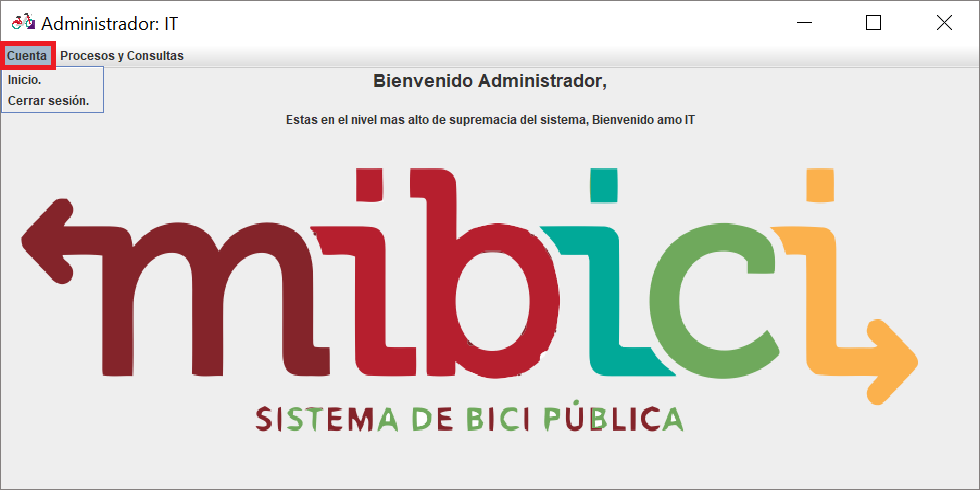 Administrador: IT
Cuenta Procesos y Consultas
Inicio.
Cerrar sesión.
Bienvenido Administrador,
Estas en el nivel mas alto de supremacia del sistema, Bienvenido amo IT
mibici
SISTEMA DE BICI PÚBLICA